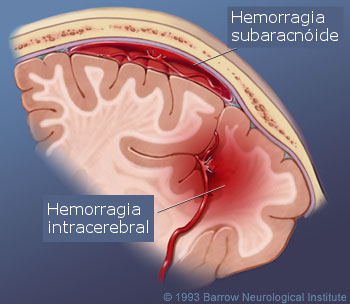 Hemorragia
subaracnóide
Hemorragia
intracerebral
© 1993 Barrow Neurological Institute